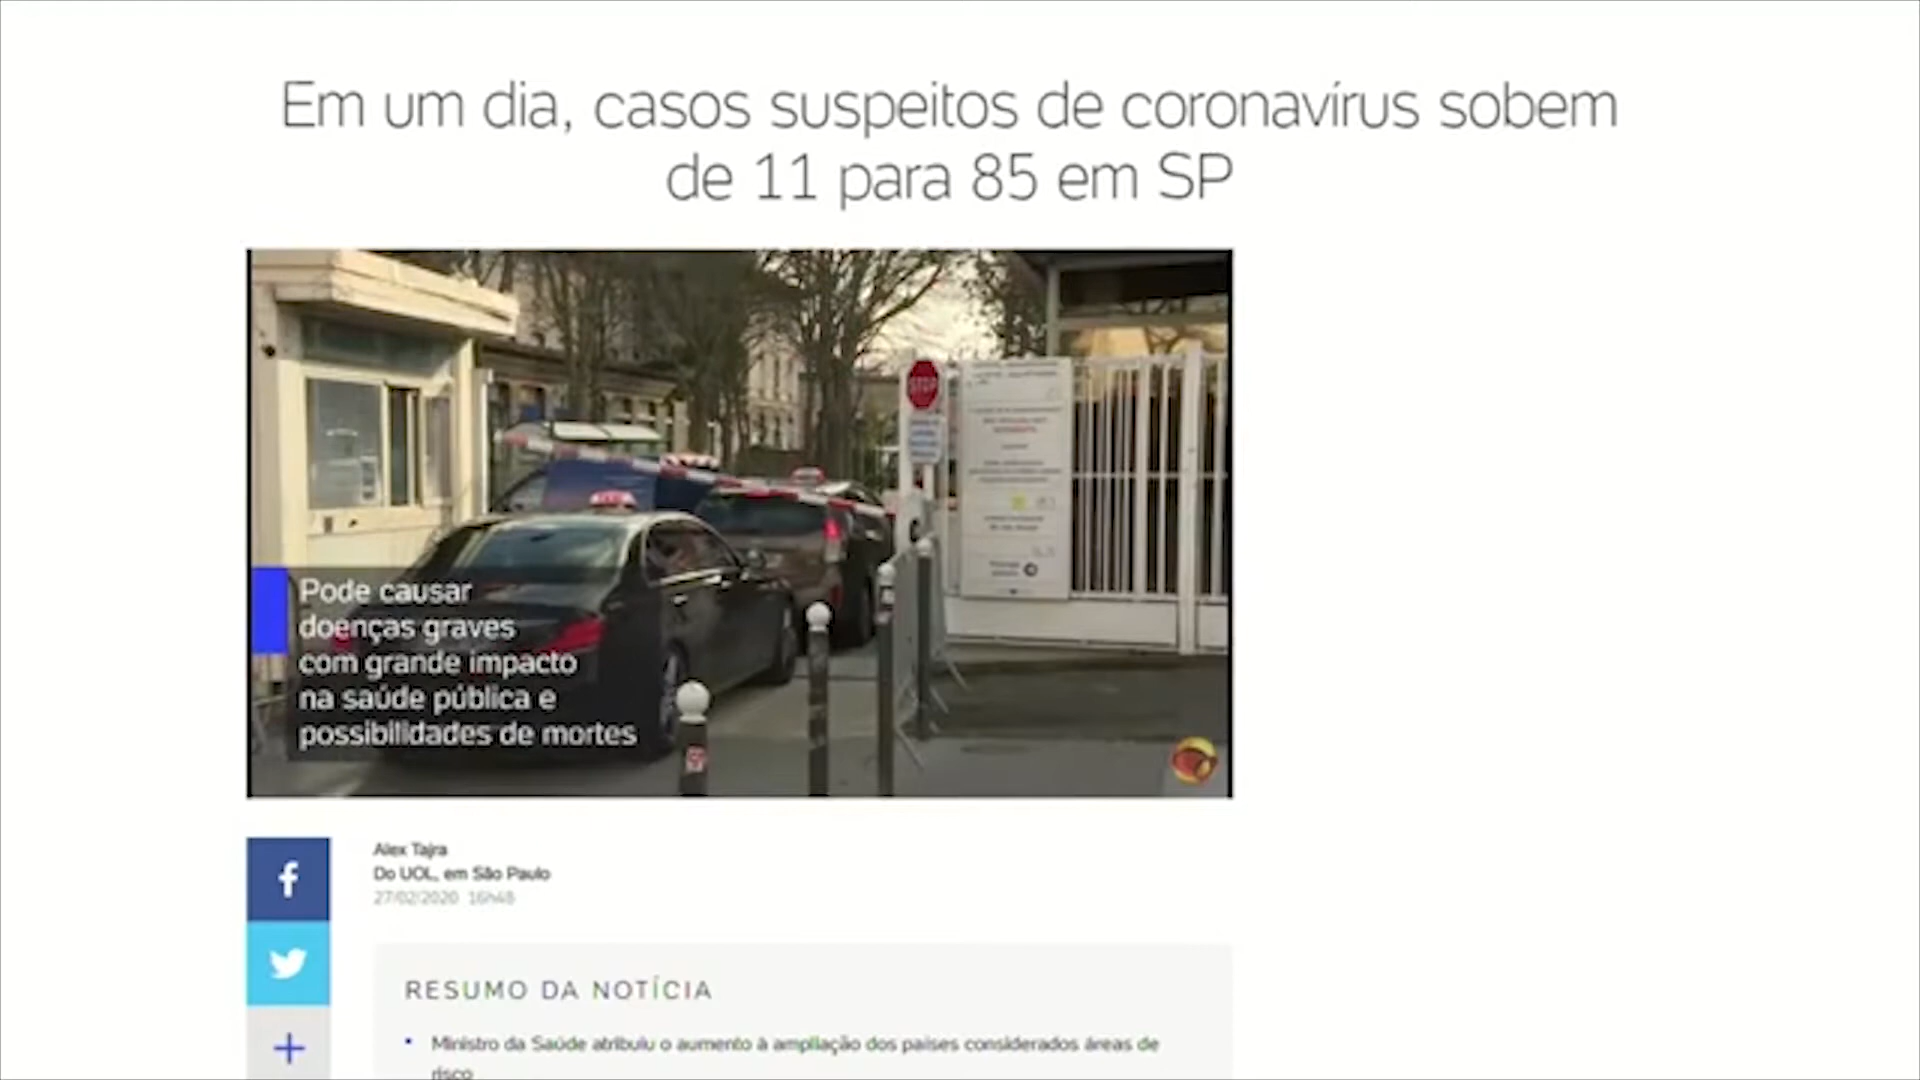 Em um dia, casos suspeitos de coronavírus sobem
de 11 para 85 em SP
STOP
Pode causar
doenças graves
com grande impacto
na saúde pública e
possibilidades de mortes
Alex Tajra
Do UOL, em São Paulo
27/02/2020 16h48
RESUMO DA NOTÍCIA
Ministro da Saúde atribuiu o aumento à ampliação dos países considerados áreas de
risco